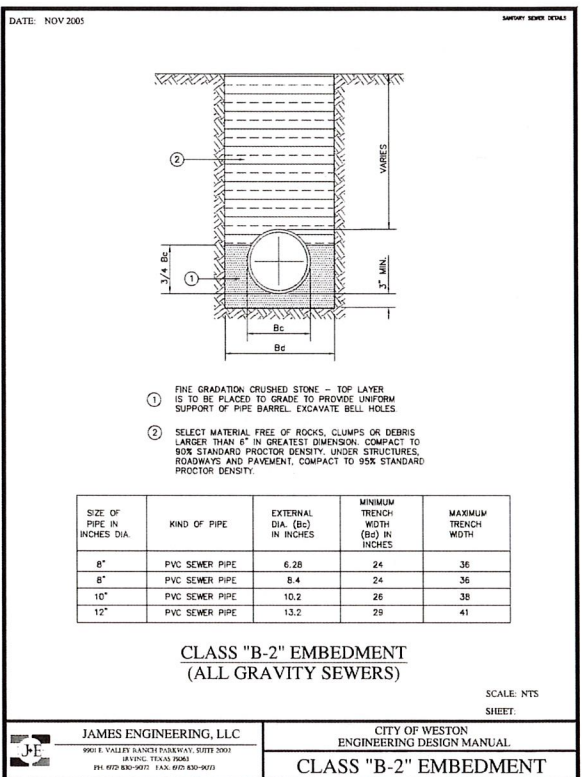 DATE: NOV 2005
SANITARY SEWER DETAILS
2
VARIES
3/4 Bc
1
3" MIN.
Bc
Bd
1 FINE GRADATION CRUSHED STONE – TOP LAYER
IS TO BE PLACED TO GRADE TO PROVIDE UNIFORM
SUPPORT OF PIPE BARREL. EXCAVATE BELL HOLES
2 SELECT MATERIAL FREE OF ROCKS, CLUMPS OR DEBRIS
LARGER THAN 6" IN GREATEST DIMENSION. COMPACT TO
90% STANDARD PROCTOR DENSITY. UNDER STRUCTURES,
ROADWAYS AND PAVEMENT, COMPACT TO 95% STANDARD
PROCTOR DENSITY.
SIZE OF PIPE IN INCHES DIA. KIND OF PIPE EXTERNAL DIA. (Bc) IN INCHES MINIMUM TRENCH WIDTH (Bd) IN INCHES MAXIMUM TRENCH WIDTH
8" PVC SEWER PIPE 6.28 24 36
8" PVC SEWER PIPE 8.4 24 36
10" PVC SEWER PIPE 10.2 26 38
12" PVC SEWER PIPE 13.2 29 41
CLASS "B-2" EMBEDMENT
(ALL GRAVITY SEWERS)
SCALE: NTS
SHEET:
J-E
JAMES ENGINEERING, LLC
9901 E. VALLEY RANCH PARKWAY, SUITE 2002
IRVING, TEXAS 75063
PH. (972) 830-9072 FAX. (972) 830-9073
CITY OF WESTON
ENGINEERING DESIGN MANUAL
CLASS "B-2" EMBEDMENT